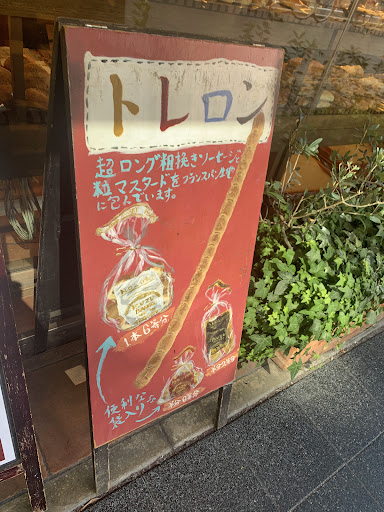 トレロン
超ロング粗挽きソーセージと
粒マスタードをフランスパン生地
に包んでいます。
1本6等分
便利な
袋入り